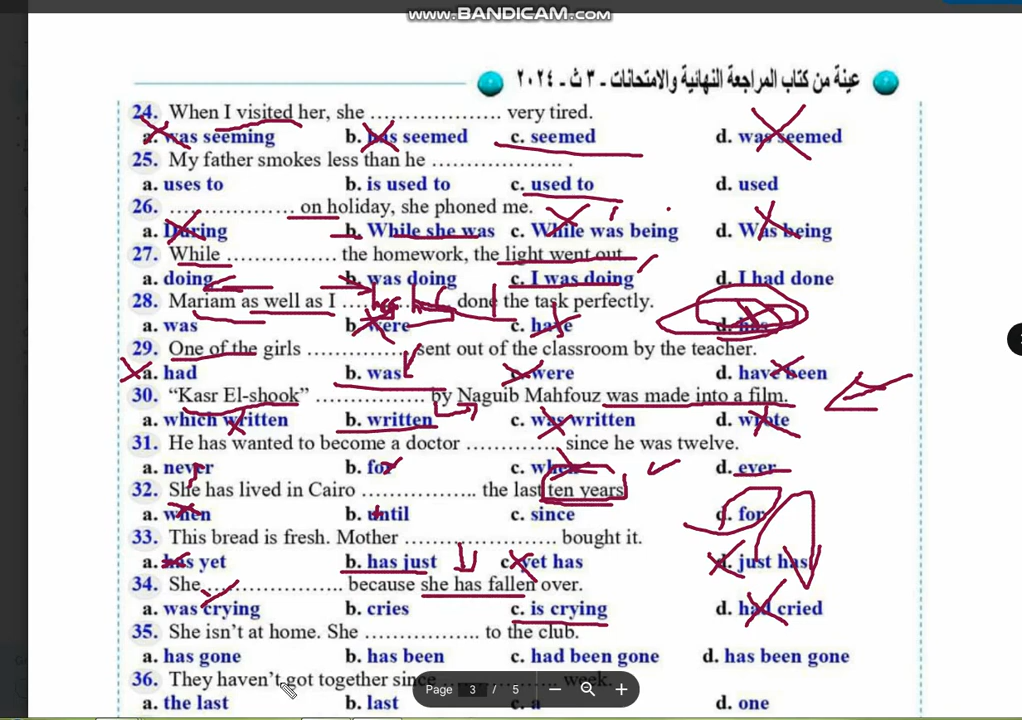 www.BANDICAM.com
عينة من كتاب المراجعة النهائية والامتحانات - ٣ ث - ٢٠٢٤
24. When I visited her, she .................. very tired.
a. was seeming b. has seemed c. seemed d. was seemed
25. My father smokes less than he .................. .
a. uses to b. is used to c. used to d. used
26. .................. on holiday, she phoned me.
a. During b. While she was c. While was being d. Was being
27. While .................. the homework, the light went out.
a. doing b. was doing c. I was doing d. I had done
28. Mariam as well as I .................. done the task perfectly.
a. was b. were c. have d. has
29. One of the girls .................. sent out of the classroom by the teacher.
a. had b. was c. were d. have been
30. “Kasr El-shook” .................. by Naguib Mahfouz was made into a film.
a. which written b. written c. was written d. wrote
31. He has wanted to become a doctor .................. since he was twelve.
a. never b. for c. when d. ever
32. She has lived in Cairo .................. the last ten years.
a. when b. until c. since d. for
33. This bread is fresh. Mother .................. bought it.
a. has yet b. has just c. yet has d. just has
34. She .................. because she has fallen over.
a. was crying b. cries c. is crying d. had cried
35. She isn’t at home. She .................. to the club.
a. has gone b. has been c. had been gone d. has been gone
36. They haven’t got together since .................. week.
a. the last b. last c. a d. one
Page 3 / 5